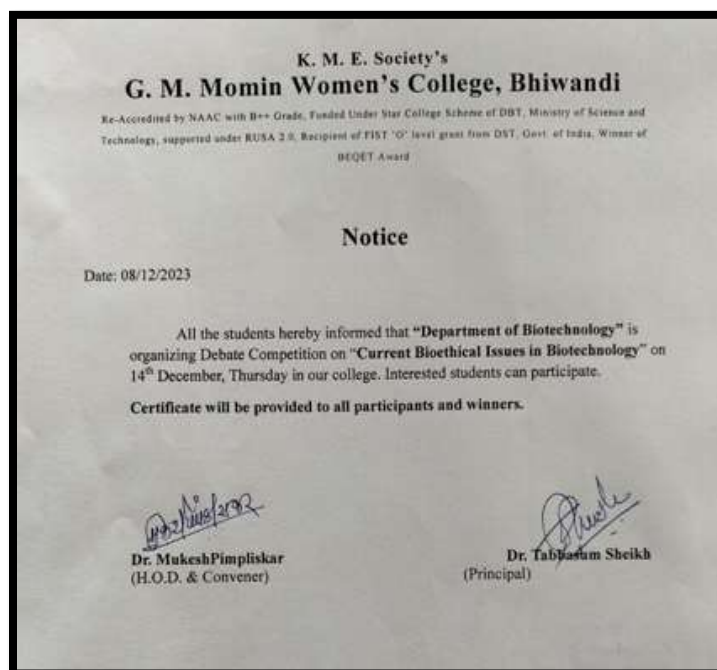 K. M. E. Society's
G. M. Momin Women's College, Bhiwandi
Re-Accredited by NAAC with B++ Grade, Funded Under Star College Scheme of DBT, Ministry of Science and
Technology, supported under RUSA 2.0, Recipient of FIST 'O' level grant from DST, Govt. of India, Winner of
BEQET Award
Notice
Date: 08/12/2023
All the students hereby informed that “Department of Biotechnology” is
organizing Debate Competition on “Current Bioethical Issues in Biotechnology” on
14th December, Thursday in our college. Interested students can participate.
Certificate will be provided to all participants and winners.
Dr. MukeshPimpliskar
(H.O.D. & Convener)
Dr. Tabbasum Sheikh
(Principal)